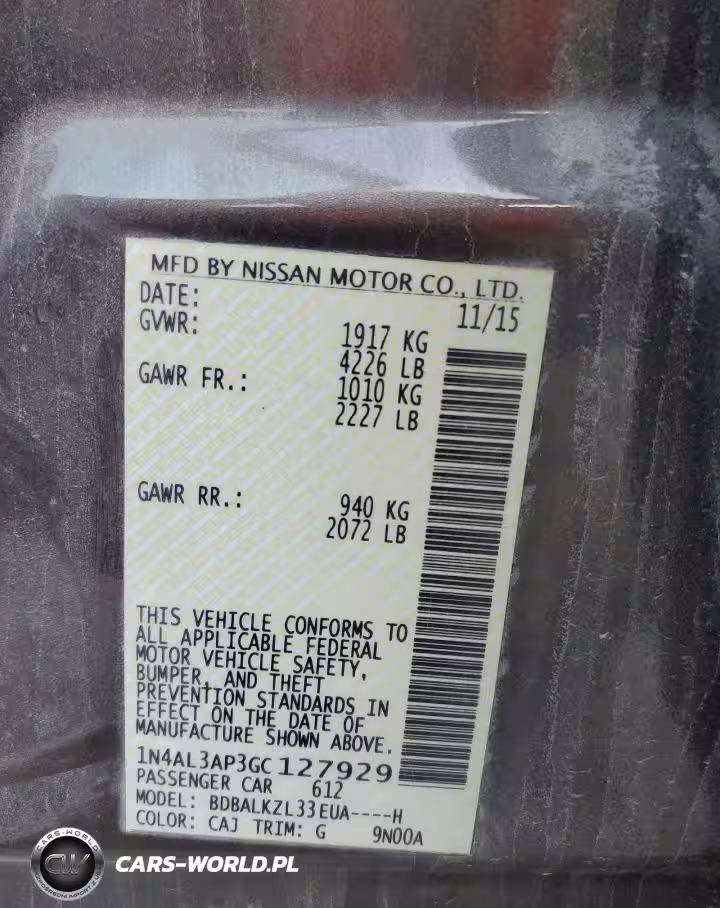 MFD BY NISSAN MOTOR CO., LTD.
DATE: 11/15
GVWR: 1917 KG
4226 LB
GAWR FR.: 1010 KG
2227 LB
GAWR RR.: 940 KG
2072 LB
THIS VEHICLE CONFORMS TO
ALL APPLICABLE FEDERAL
MOTOR VEHICLE SAFETY,
BUMPER, AND THEFT
PREVENTION STANDARDS IN
EFFECT ON THE DATE OF
MANUFACTURE SHOWN ABOVE.
1N4AL3AP3GC127929
PASSENGER CAR 612
MODEL: BDBALKZL33EUA----H
COLOR: CAJ TRIM: G 9N00A
CARS-WORLD
CW
CARS-WORLD.PL